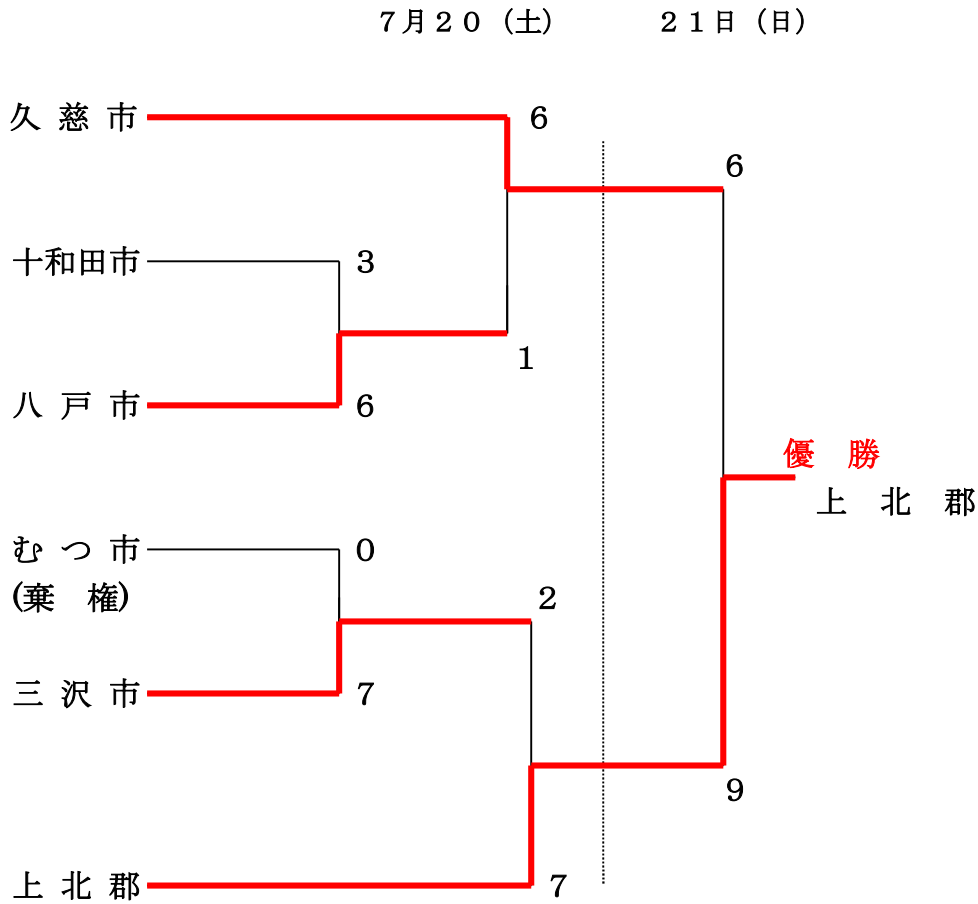 7月20(土) 21日(日)
久慈市 6
6
十和田市 3
1
八戸市 6
優勝
上北郡
むつ市 0
(棄権)
2
三沢市 7
9
上北郡 7